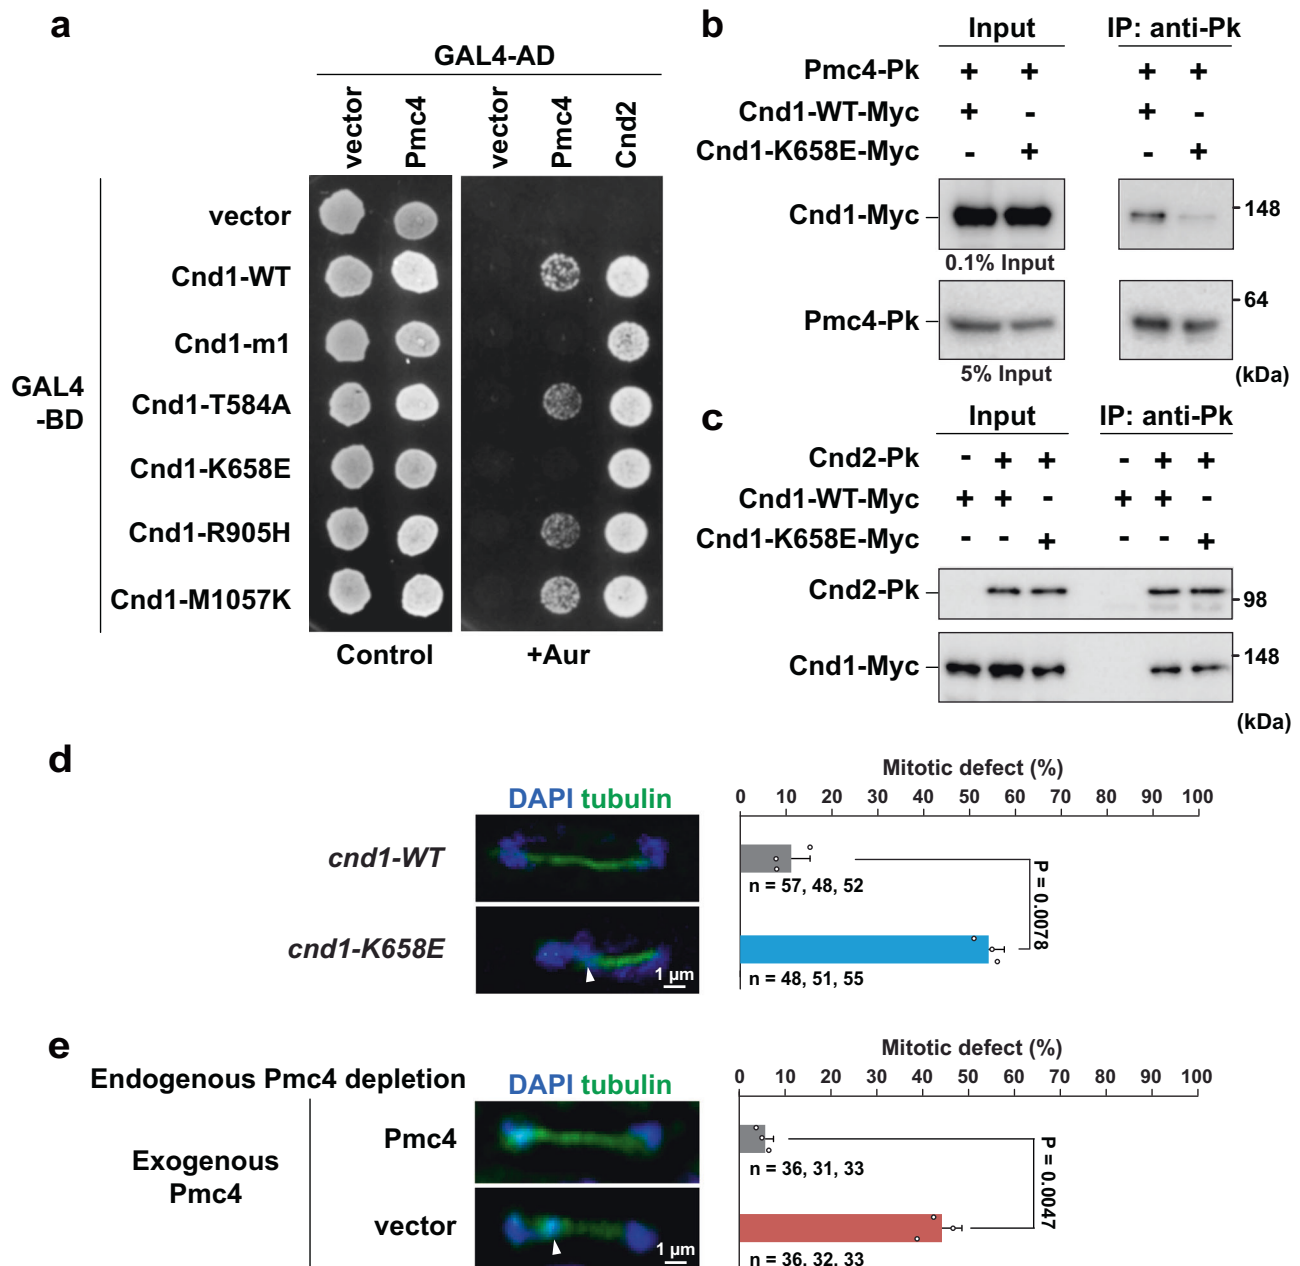 a
GAL4-AD
vector
Pmc4
vector
Pmc4
Cnd2
GAL4
-BD
vector
Cnd1-WT
Cnd1-m1
Cnd1-T584A
Cnd1-K658E
Cnd1-R905H
Cnd1-M1057K
Control
+Aur
b
Input
IP: anti-Pk
Pmc4-Pk + + + +
Cnd1-WT-Myc + - + -
Cnd1-K658E-Myc - + - +
Cnd1-Myc
148
0.1% Input
Pmc4-Pk
64
5% Input
(kDa)
c
Input
IP: anti-Pk
Cnd2-Pk - + + - + +
Cnd1-WT-Myc + + - + + -
Cnd1-K658E-Myc - - + - - +
Cnd2-Pk
98
Cnd1-Myc
148
(kDa)
d
DAPI tubulin
cnd1-WT
cnd1-K658E
1 µm
Mitotic defect (%)
0 10 20 30 40 50 60 70 80 90 100
n = 57, 48, 52
P = 0.0078
n = 48, 51, 55
e
Endogenous Pmc4 depletion
DAPI tubulin
Exogenous
Pmc4
Pmc4
vector
1 µm
Mitotic defect (%)
0 10 20 30 40 50 60 70 80 90 100
n = 36, 31, 33
P = 0.0047
n = 36, 32, 33